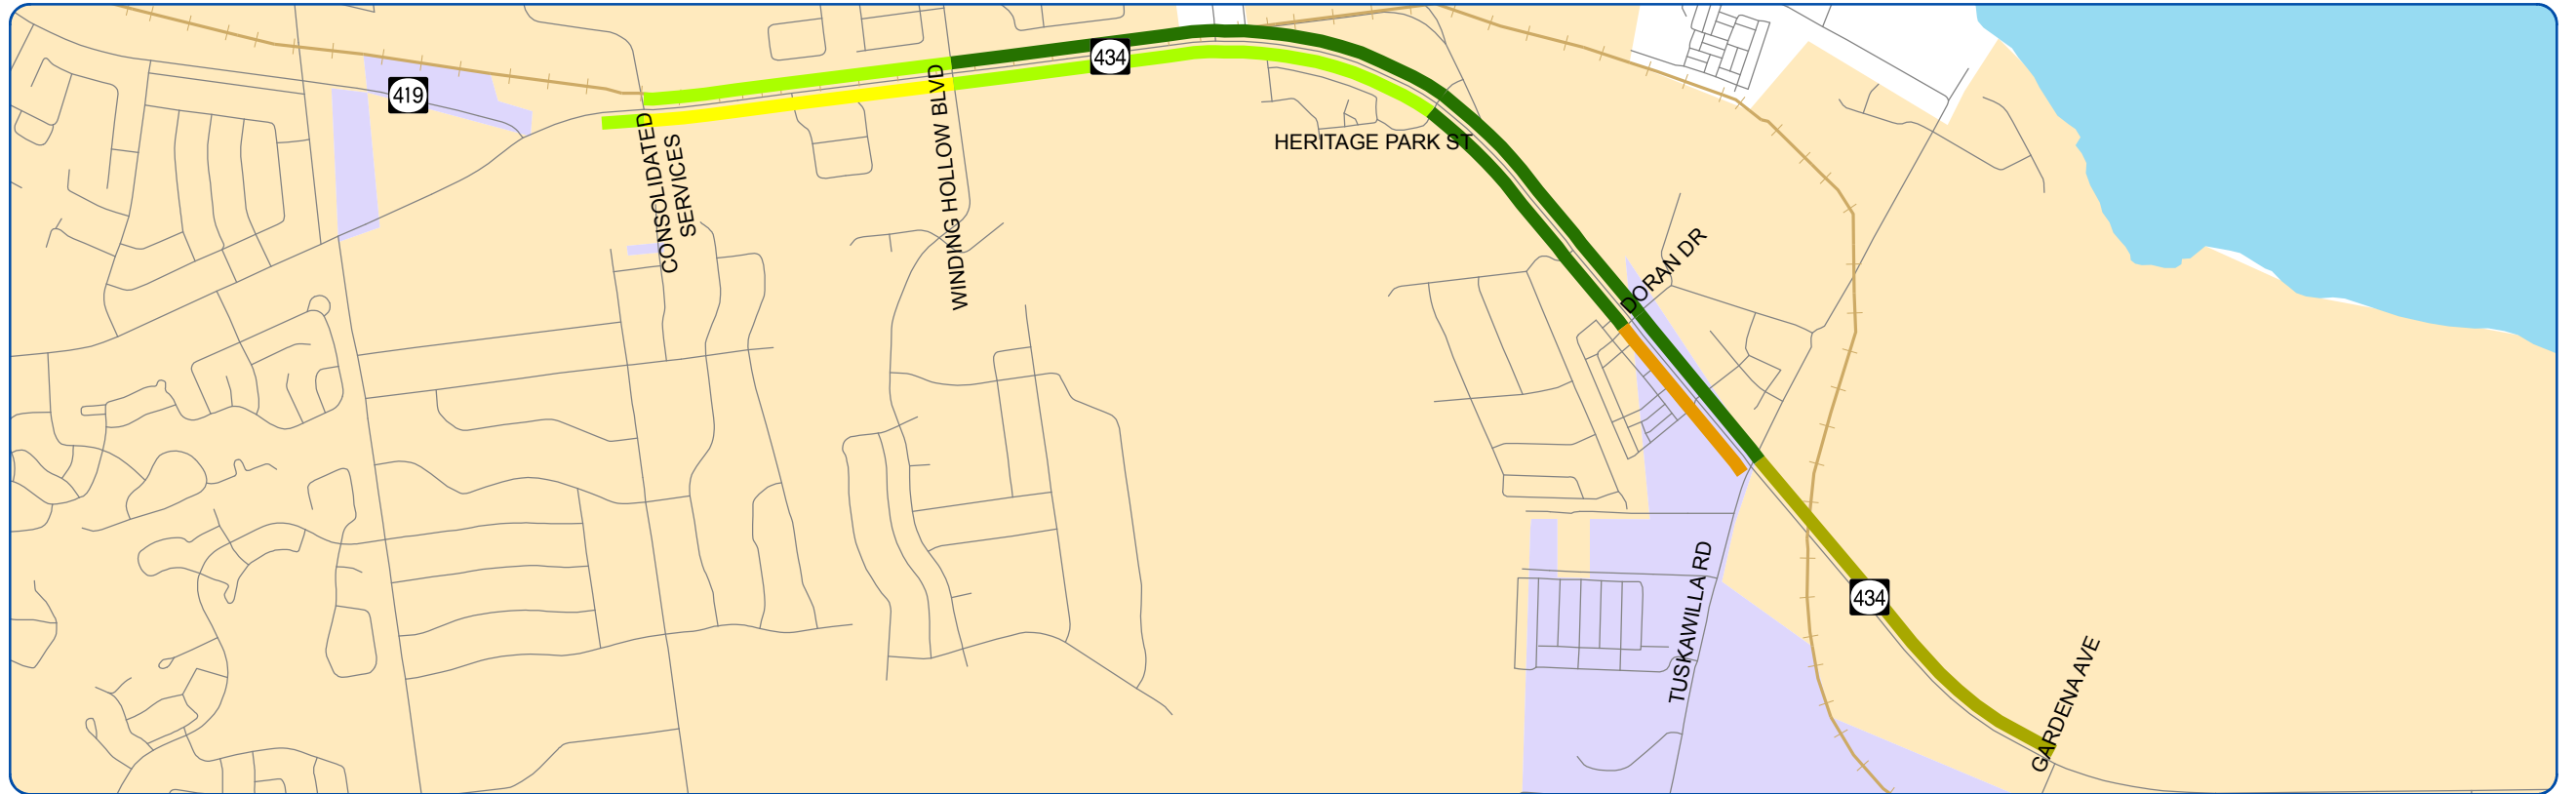 434
419
WINDING HOLLOW BLVD
CONSOLIDATED
SERVICES
HERITAGE PARK ST
DORAN DR
TUSKAWILLA RD
434
GARDENA AVE